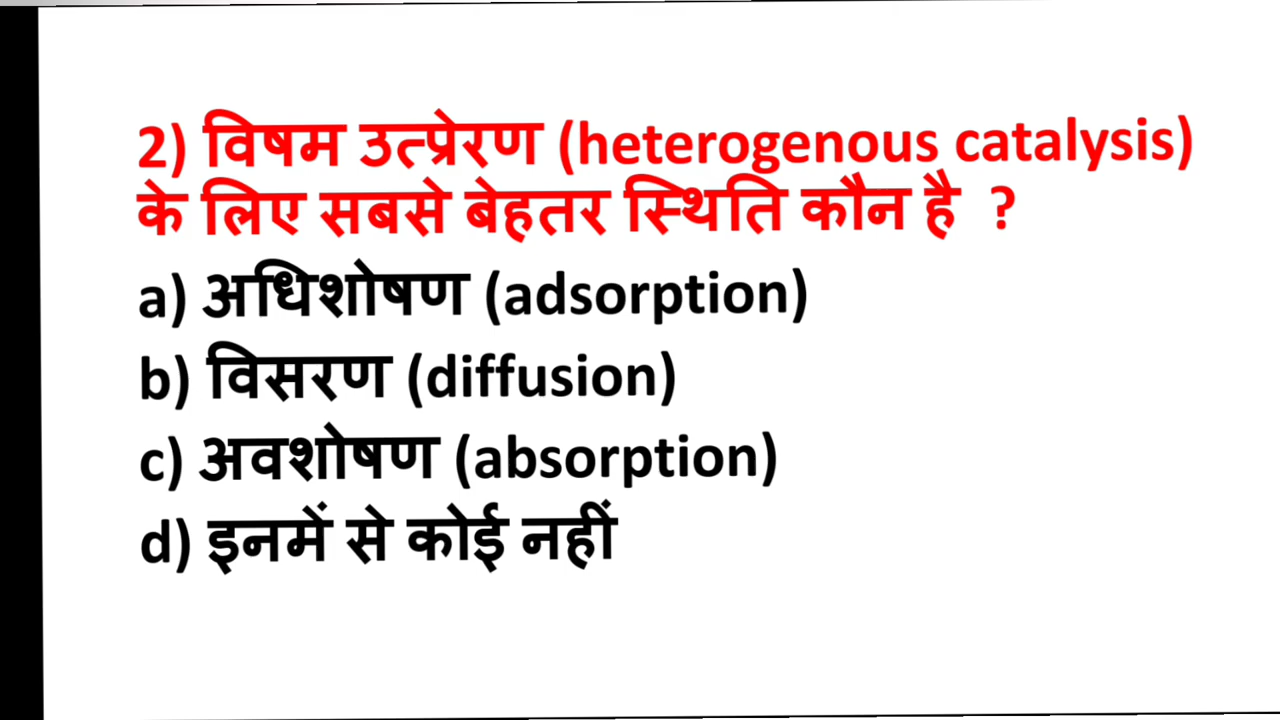 2) विषम उत्प्रेरण (heterogenous catalysis)
के लिए सबसे बेहतर स्थिति कौन है ?
a) अधिशोषण (adsorption)
b) विसरण (diffusion)
c) अवशोषण (absorption)
d) इनमें से कोई नहीं